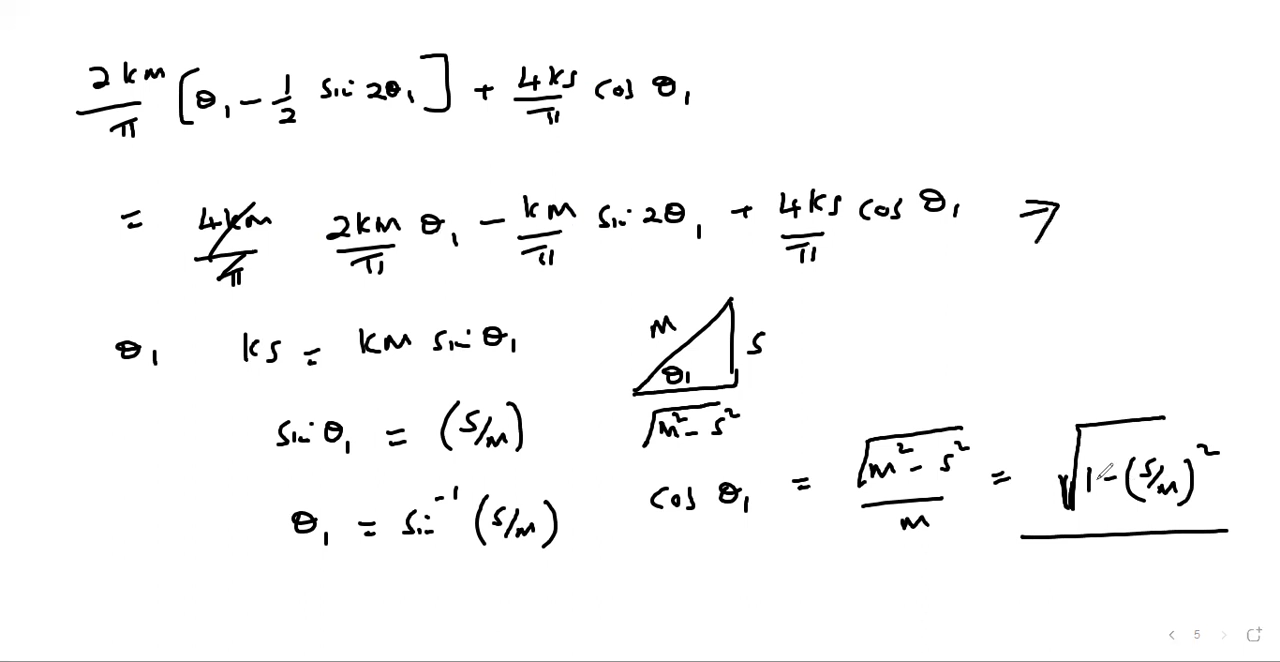 2km/π [θ₁ - 1/2 sin 2θ₁] + 4ks/π cos θ₁
= 4km/π 2km/π θ₁ - km/π sin 2θ₁ + 4ks/π cos θ₁ →
θ₁ ks = km sin θ₁
m s θ₁
√(m² - s²)
sin θ₁ = (s/m)
cos θ₁ = √(m² - s²)/m = √(1 - (s/m)²)
θ₁ = sin⁻¹ (s/m)
< 5 >